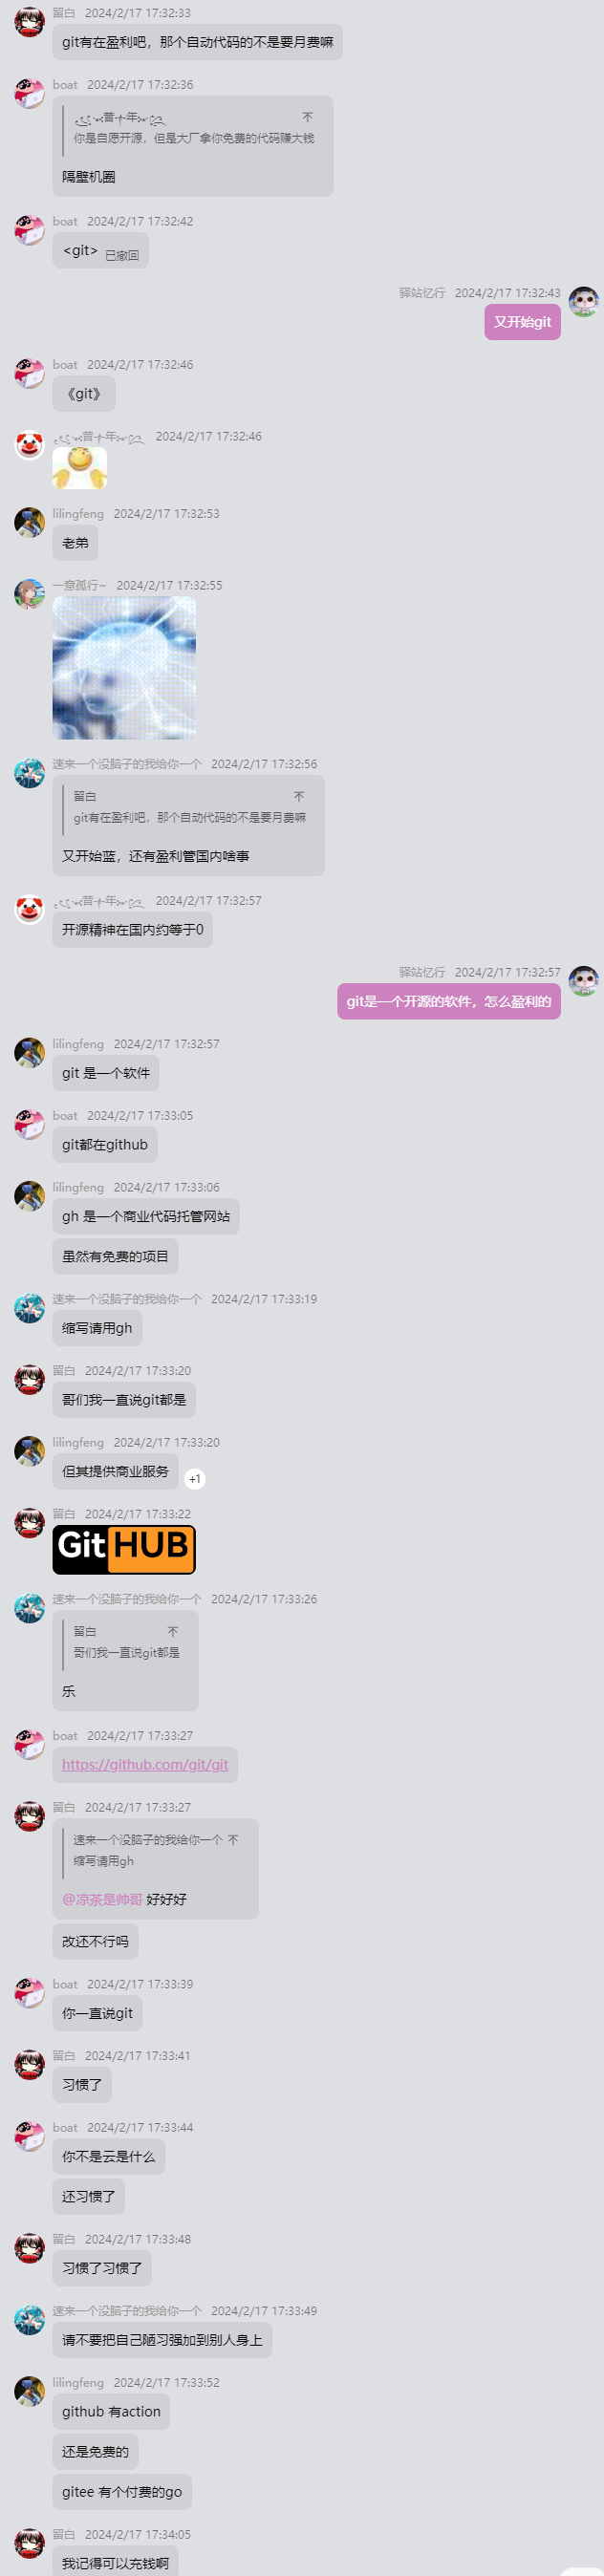 留白 2024/2/17 17:32:33
git有在盈利吧，那个自动代码的不是要月费嘛
boat 2024/2/17 17:32:36
昔十年
你是自愿开源，但是大厂拿你免费的代码赚大钱
隔壁机圈
boat 2024/2/17 17:32:42
<git> 已撤回
驿站忆行 2024/2/17 17:32:43
又开始git
boat 2024/2/17 17:32:46
《git》
昔十年 2024/2/17 17:32:46
lilingfeng 2024/2/17 17:32:53
老弟
一意孤行~ 2024/2/17 17:32:55
速来一个没脑子的我给你一个 2024/2/17 17:32:56
留白
git有在盈利吧，那个自动代码的不是要月费嘛
又开始蓝，还有盈利管国内啥事
昔十年 2024/2/17 17:32:57
开源精神在国内约等于0
驿站忆行 2024/2/17 17:32:57
git是一个开源的软件，怎么盈利的
lilingfeng 2024/2/17 17:32:57
git 是一个软件
boat 2024/2/17 17:33:05
git都在github
lilingfeng 2024/2/17 17:33:06
gh 是一个商业代码托管网站
虽然有免费的项目
速来一个没脑子的我给你一个 2024/2/17 17:33:19
缩写请用gh
留白 2024/2/17 17:33:20
哥们我一直说git都是
lilingfeng 2024/2/17 17:33:20
但其提供商业服务 +1
留白 2024/2/17 17:33:22
GitHUB
速来一个没脑子的我给你一个 2024/2/17 17:33:26
留白
哥们我一直说git都是
乐
boat 2024/2/17 17:33:27
https://github.com/git/git
留白 2024/2/17 17:33:27
速来一个没脑子的我给你一个
缩写请用gh
@凉茶是帅哥 好好好
改还不行吗
boat 2024/2/17 17:33:39
你一直说git
留白 2024/2/17 17:33:41
习惯了
boat 2024/2/17 17:33:44
你不是云是什么
还习惯了
留白 2024/2/17 17:33:48
习惯了习惯了
速来一个没脑子的我给你一个 2024/2/17 17:33:49
请不要把自己陋习强加到别人身上
lilingfeng 2024/2/17 17:33:52
github 有action
还是免费的
gitee 有个付费的go
留白 2024/2/17 17:34:05
我记得可以充钱啊